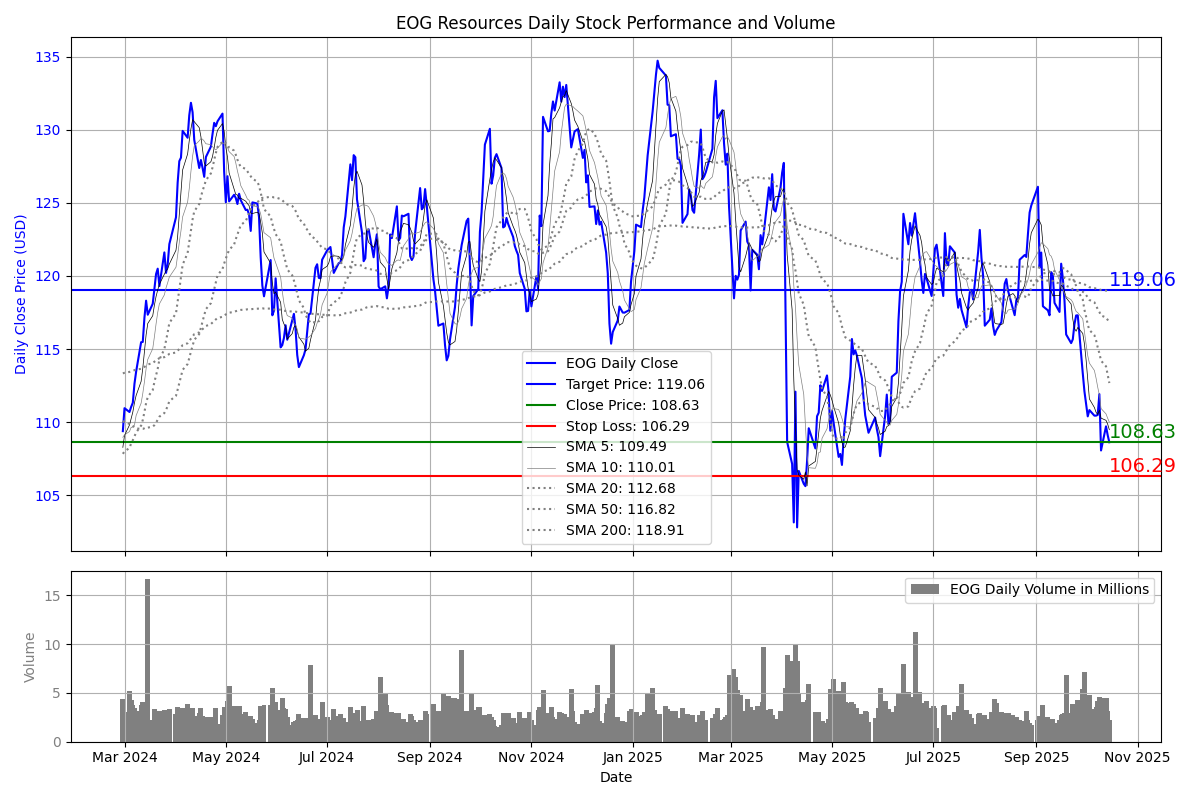 EOG Resources Daily Stock Performance and Volume
Daily Close Price (USD)
135
130
125
120
115
110
105
119.06
108.63
106.29
EOG Daily Close
Target Price: 119.06
Close Price: 108.63
Stop Loss: 106.29
SMA 5: 109.49
SMA 10: 110.01
SMA 20: 112.68
SMA 50: 116.82
SMA 200: 118.91
Volume
15
10
5
0
EOG Daily Volume in Millions
Mar 2024 May 2024 Jul 2024 Sep 2024 Nov 2024 Jan 2025 Mar 2025 May 2025 Jul 2025 Sep 2025 Nov 2025
Date